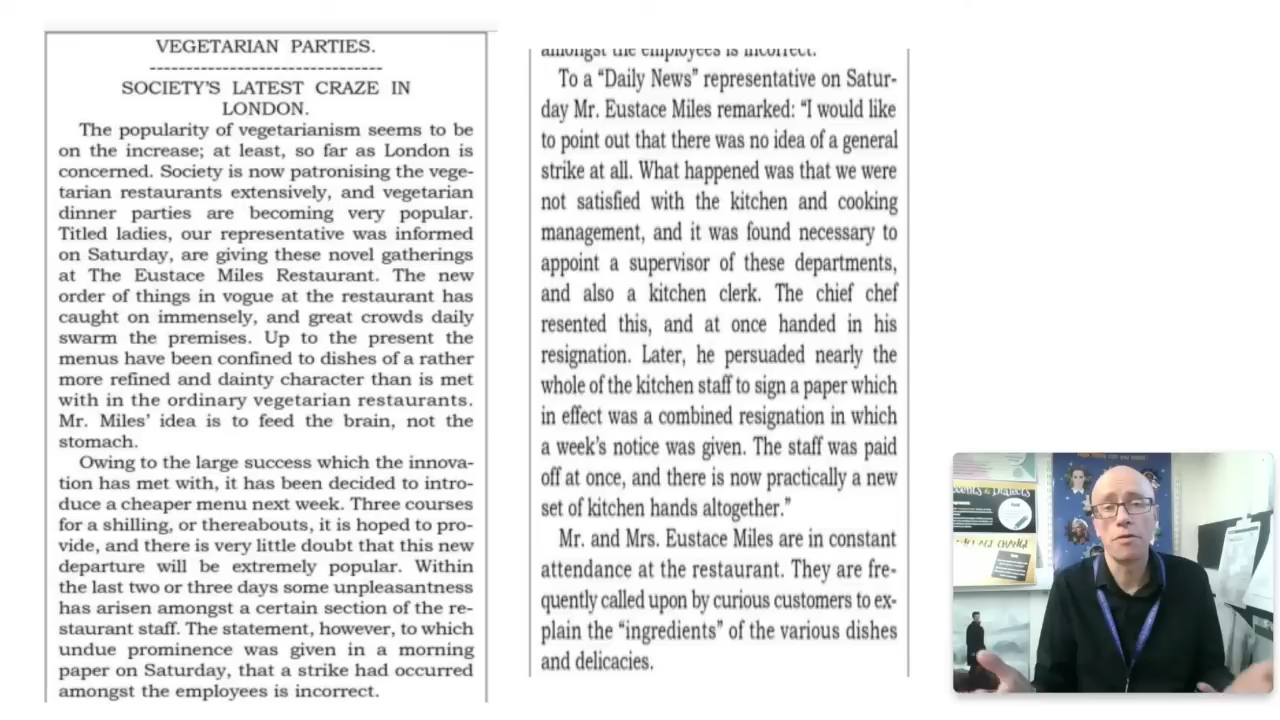 VEGETARIAN PARTIES.
------------------------------
SOCIETY'S LATEST CRAZE IN
LONDON.
The popularity of vegetarianism seems to be
on the increase; at least, so far as London is
concerned. Society is now patronising the vege-
tarian restaurants extensively, and vegetarian
dinner parties are becoming very popular.
Titled ladies, our representative was informed
on Saturday, are giving these novel gatherings
at The Eustace Miles Restaurant. The new
order of things in vogue at the restaurant has
caught on immensely, and great crowds daily
swarm the premises. Up to the present the
menus have been confined to dishes of a rather
more refined and dainty character than is met
with in the ordinary vegetarian restaurants.
Mr. Miles' idea is to feed the brain, not the
stomach.
Owing to the large success which the innova-
tion has met with, it has been decided to intro-
duce a cheaper menu next week. Three courses
for a shilling, or thereabouts, it is hoped to pro-
vide, and there is very little doubt that this new
departure will be extremely popular. Within
the last two or three days some unpleasantness
has arisen amongst a certain section of the re-
staurant staff. The statement, however, to which
undue prominence was given in a morning
paper on Saturday, that a strike had occurred
amongst the employees is incorrect.
amongst the employees is incorrect.
To a "Daily News" representative on Satur-
day Mr. Eustace Miles remarked: "I would like
to point out that there was no idea of a general
strike at all. What happened was that we were
not satisfied with the kitchen and cooking
management, and it was found necessary to
appoint a supervisor of these departments,
and also a kitchen clerk. The chief chef
resented this, and at once handed in his
resignation. Later, he persuaded nearly the
whole of the kitchen staff to sign a paper which
in effect was a combined resignation in which
a week's notice was given. The staff was paid
off at once, and there is now practically a new
set of kitchen hands altogether."
Mr. and Mrs. Eustace Miles are in constant
attendance at the restaurant. They are fre-
quently called upon by curious customers to ex-
plain the "ingredients" of the various dishes
and delicacies.